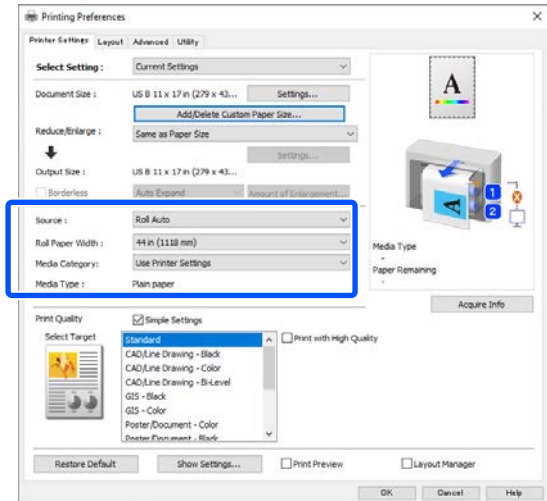 Printing Preferences
Printer Settings Layout Advanced Utility
Select Setting : Current Settings
Document Size : US B 11 x 17 in (279 x 43... Settings...
Add/Delete Custom Paper Size...
Reduce/Enlarge : Same as Paper Size
Settings...
Output Size : US B 11 x 17 in (279 x 43...
Borderless Auto Expand Amount of Enlargement...
Source : Roll Auto
Roll Paper Width : 44 in (1118 mm)
Media Category: Use Printer Settings
Media Type : Plain paper
A
A
1
2
Media Type
-
Paper Remaining
-
Acquire Info
Print Quality Simple Settings
Select Target
Standard
CAD/Line Drawing - Black
CAD/Line Drawing - Color
CAD/Line Drawing - Bi-Level
GIS - Black
GIS - Color
Poster/Document - Color
Poster/Document - Black
Print with High Quality
Restore Default Show Settings... Print Preview Layout Manager
OK Cancel Help